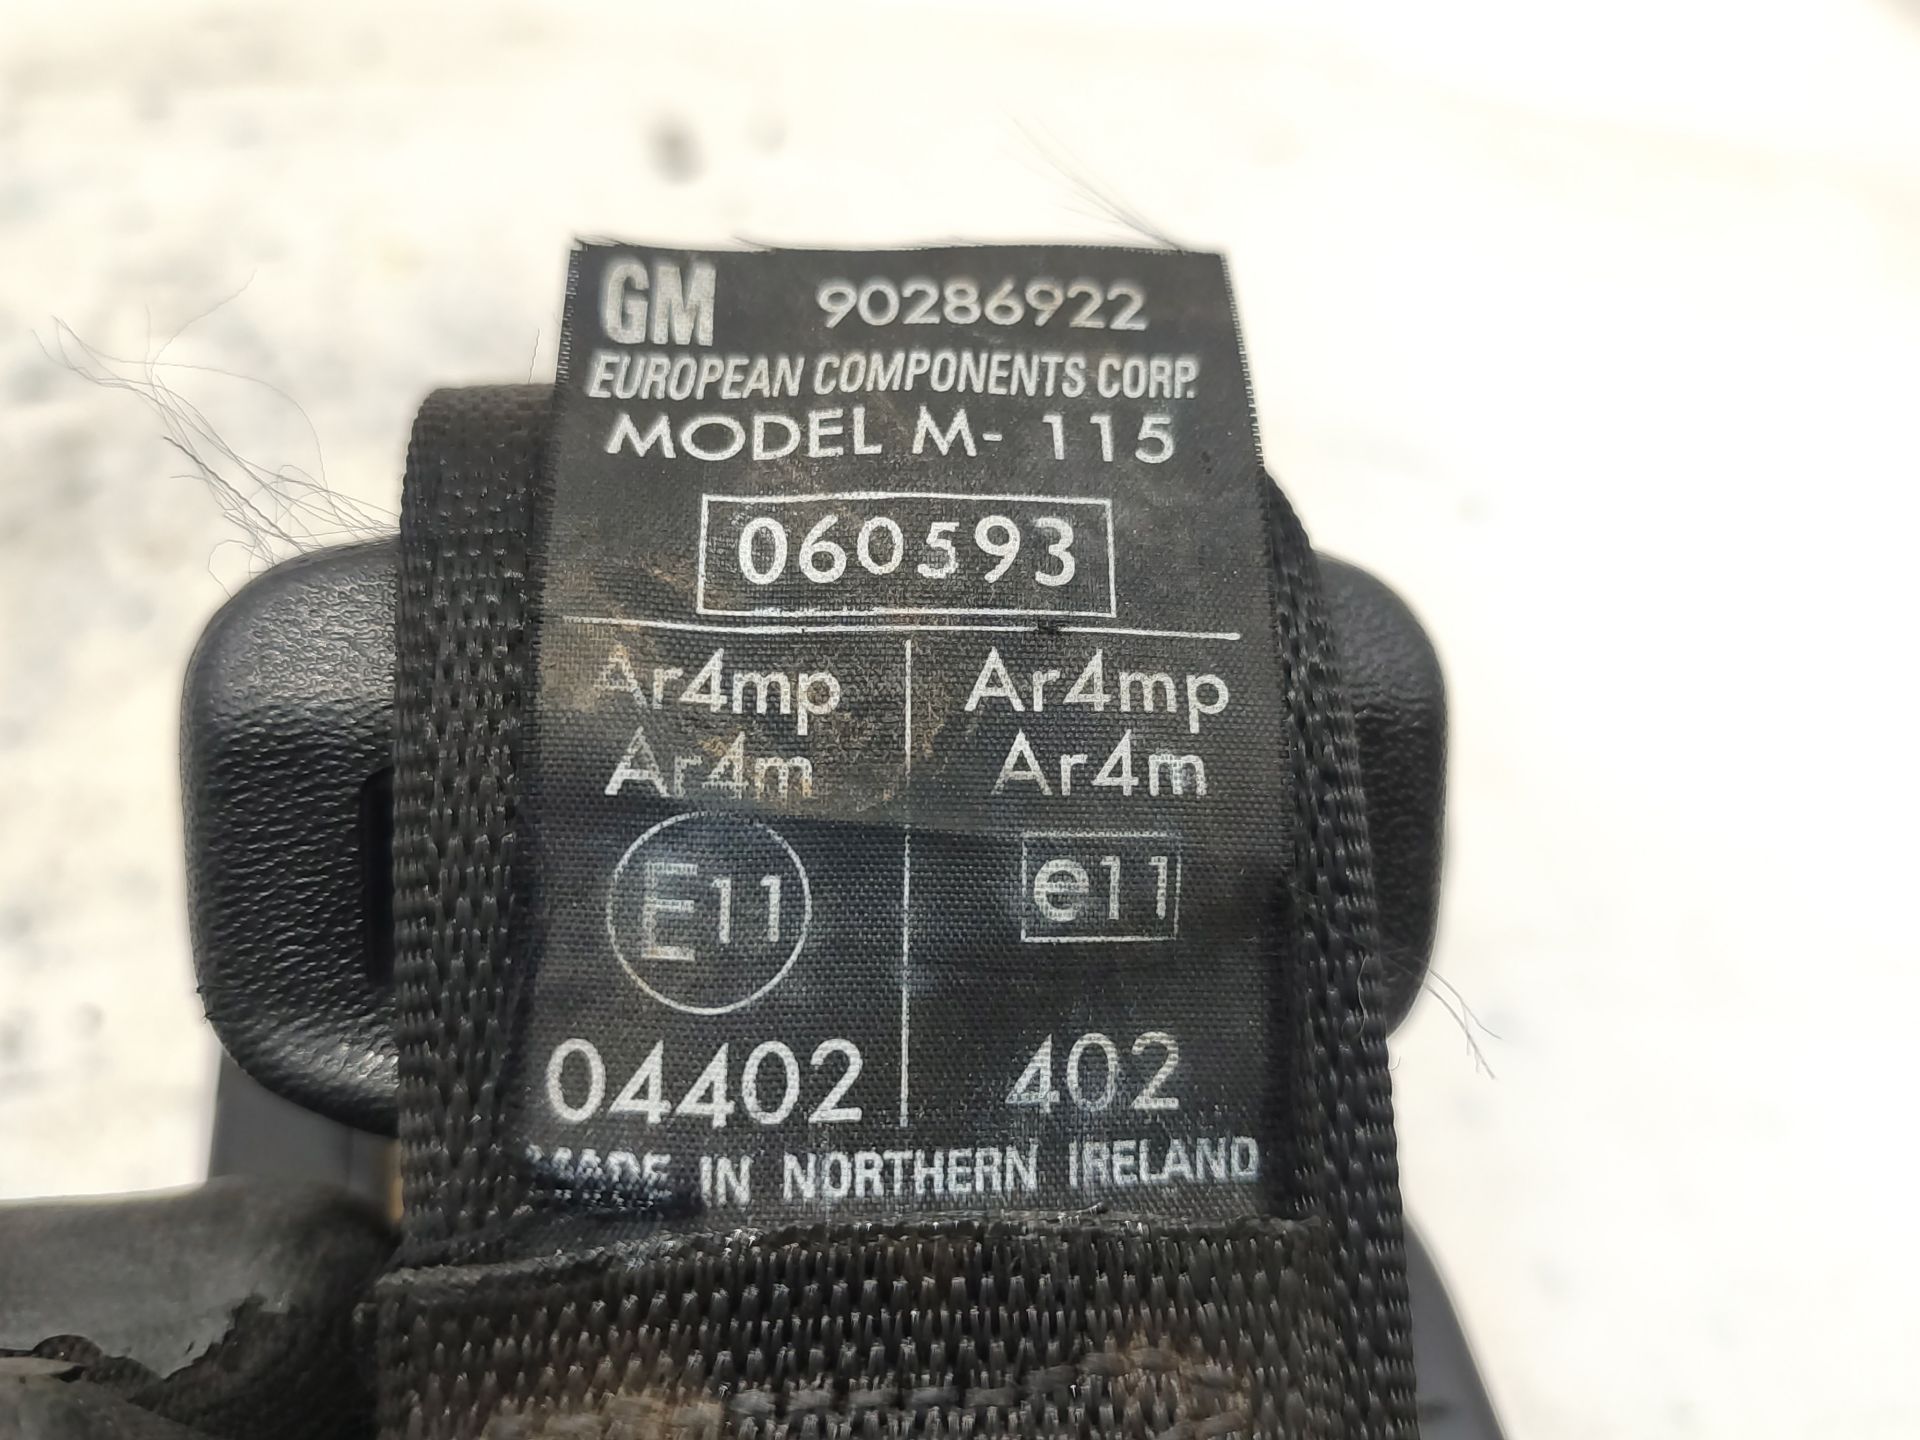 GM 90286922
EUROPEAN COMPONENTS CORP.
MODEL M- 115
060593
Ar4mp Ar4mp
Ar4m Ar4m
E11 e11
04402 402
MADE IN NORTHERN IRELAND